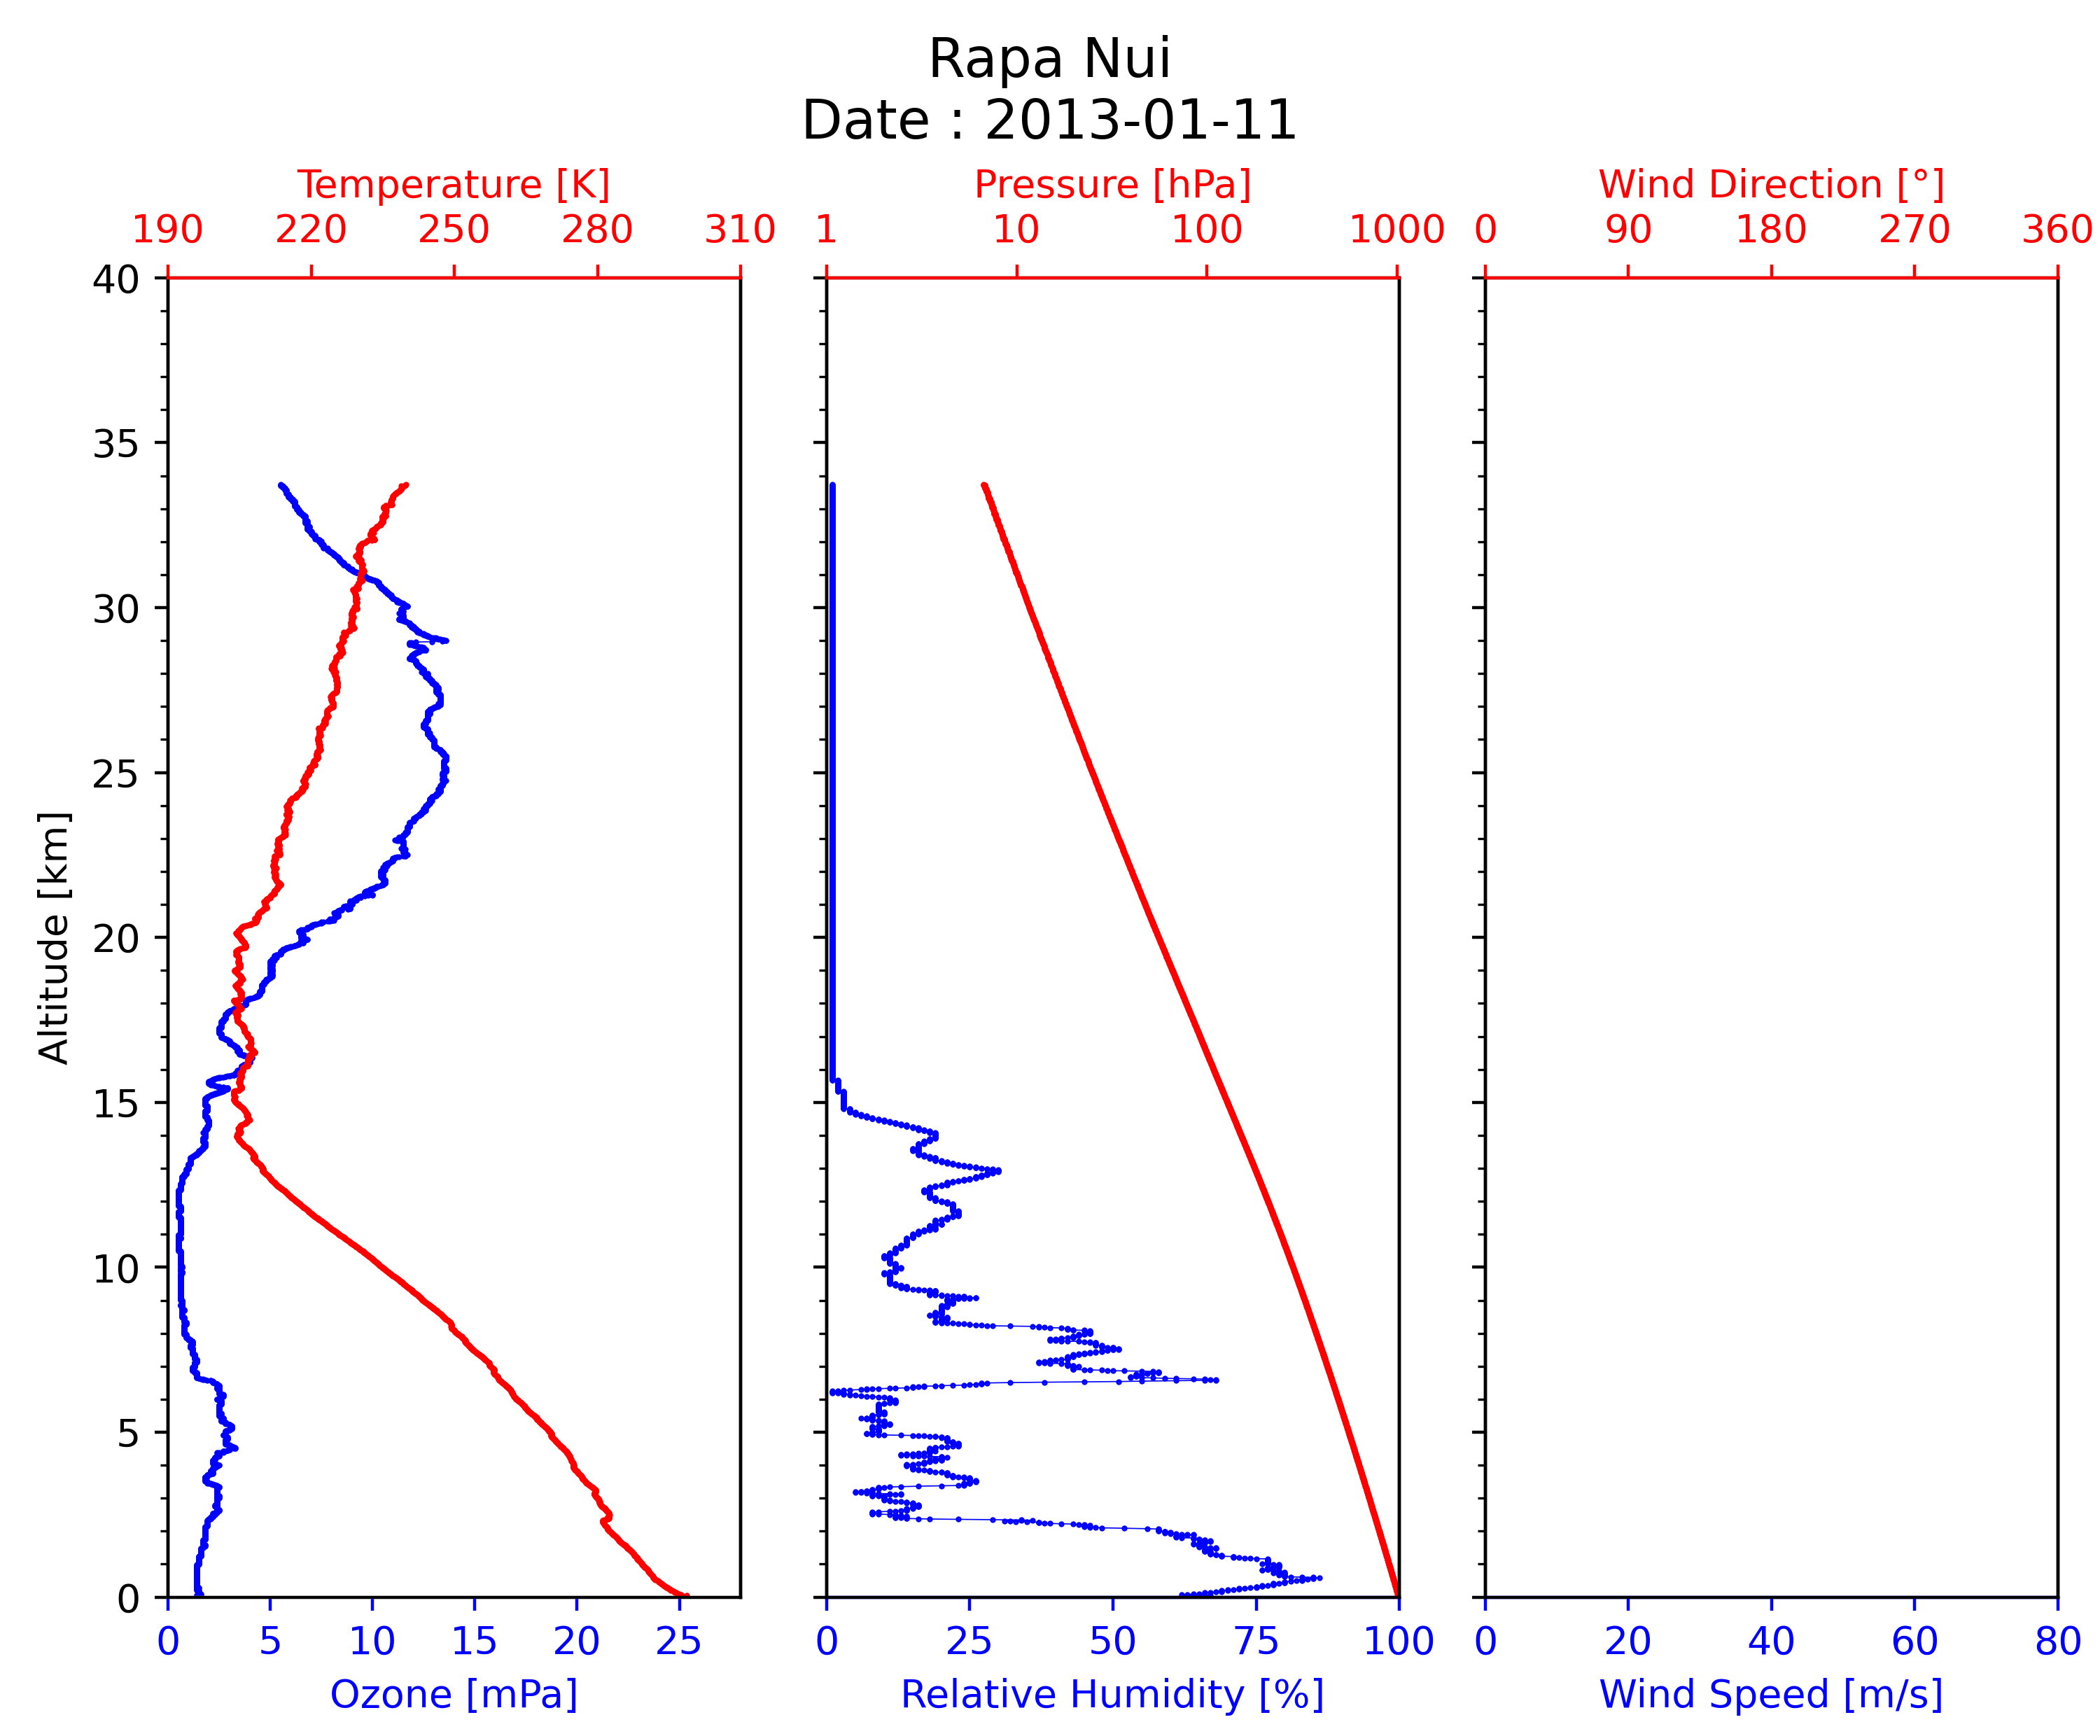 Rapa Nui
Date : 2013-01-11
Temperature [K]
190 220 250 280 310
Pressure [hPa]
1 10 100 1000
Wind Direction [°]
0 90 180 270 360
40
35
30
25
20
15
10
5
0
Altitude [km]
0 5 10 15 20 25
Ozone [mPa]
0 25 50 75 100
Relative Humidity [%]
0 20 40 60 80
Wind Speed [m/s]